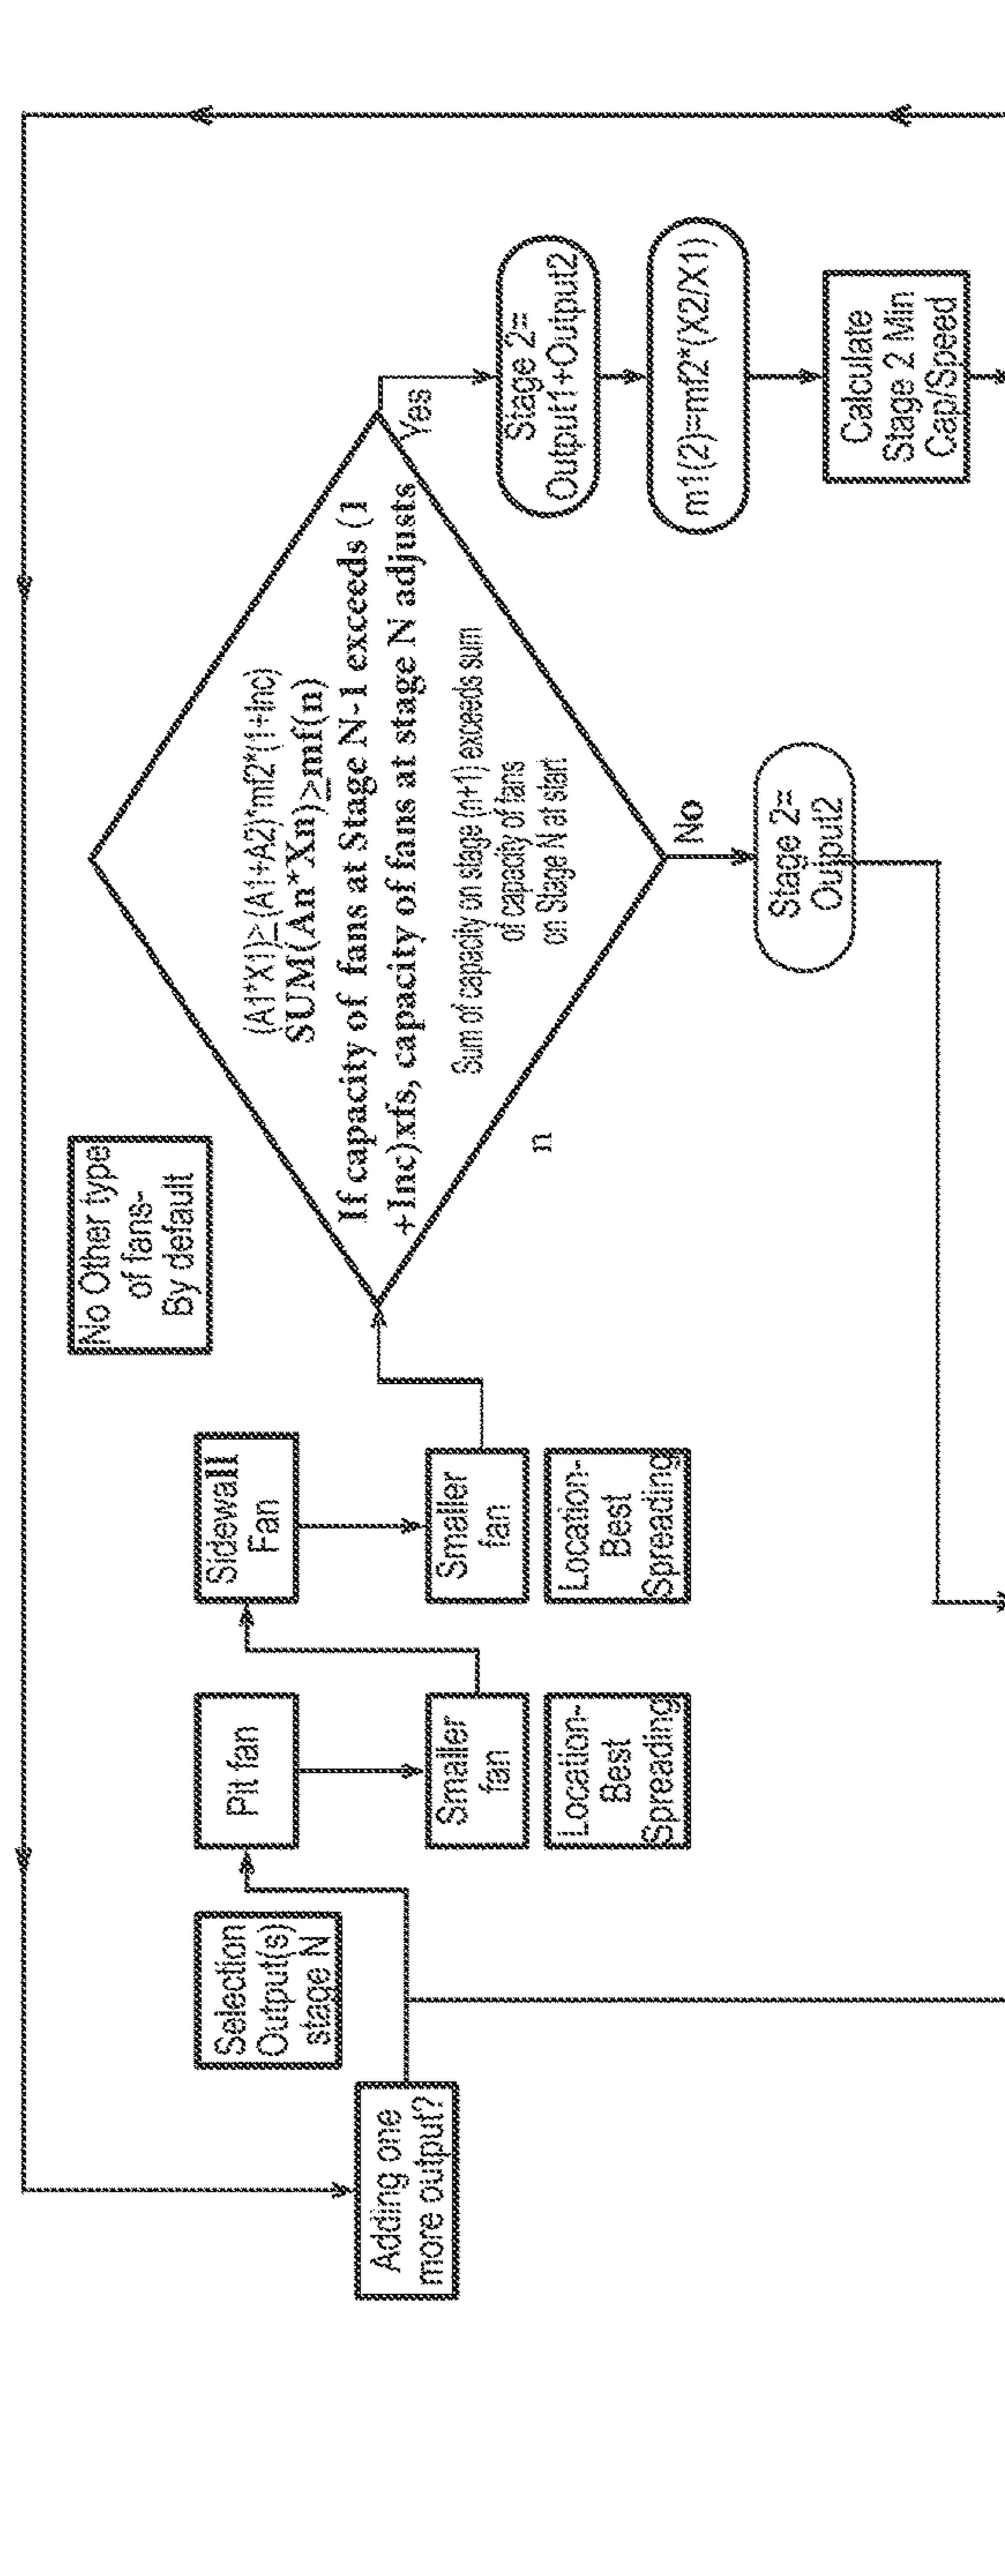 Adding one
more output?
Selection
Output(s)
stage N
Pit fan
Smaller
fan
Location-
Best
Spreading
Sidewall
Fan
Smaller
fan
Location-
Best
Spreading
No Other type
of fans-
By default
(A1*X1)≥(A1+A2)*mf2*(1+Inc)
SUM(An*Xn)≥mf(n)
If capacity of fans at Stage N-1 exceeds (1
+Inc)xfs, capacity of fans at stage N adjusts
Sum of capacity on stage (n+1) exceeds sum
of capacity of fans
on Stage N at start
n
Yes
No
Stage 2=
Output1+Output2
m1(2)=mf2*(X2/X1)
Calculate
Stage 2 Min
Cap/Speed
Stage 2=
Output2